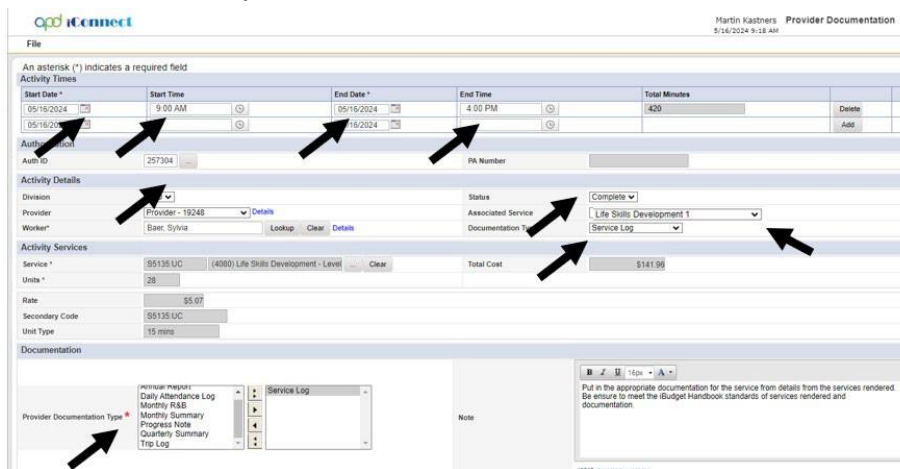 apd iConnect
Martin Kastners Provider Documentation
5/16/2024 9:18 AM
File
An asterisk (*) indicates a required field
Activity Times
Start Date * Start Time End Date * End Time Total Minutes
05/16/2024 9:00 AM 05/16/2024 4:00 PM 420 Delete
Add
Auth ID 257304 ... PA Number
Activity Details
Division Status Complete
Provider Provider - 19248 Details Associated Service Life Skills Development 1
Worker* Baer, Sylvia Lookup Clear Details Documentation Service Log
Activity Services
Service * S5135:UC (4080) Life Skills Development - Level ... Clear Total Cost $141.96
Units * 28
Rate $5.07
Secondary Code S5135:UC
Unit Type 15 mins
Documentation
B I U 16px A
Annual Report Service Log
Daily Attendance Log
Monthly R&B
Provider Documentation Type * Monthly Summary Note
Progress Note
Quarterly Summary
Trip Log
Put in the appropriate documentation for the service from details from the services rendered.
Be ensure to meet the iBudget Handbook standards of services rendered and
documentation.